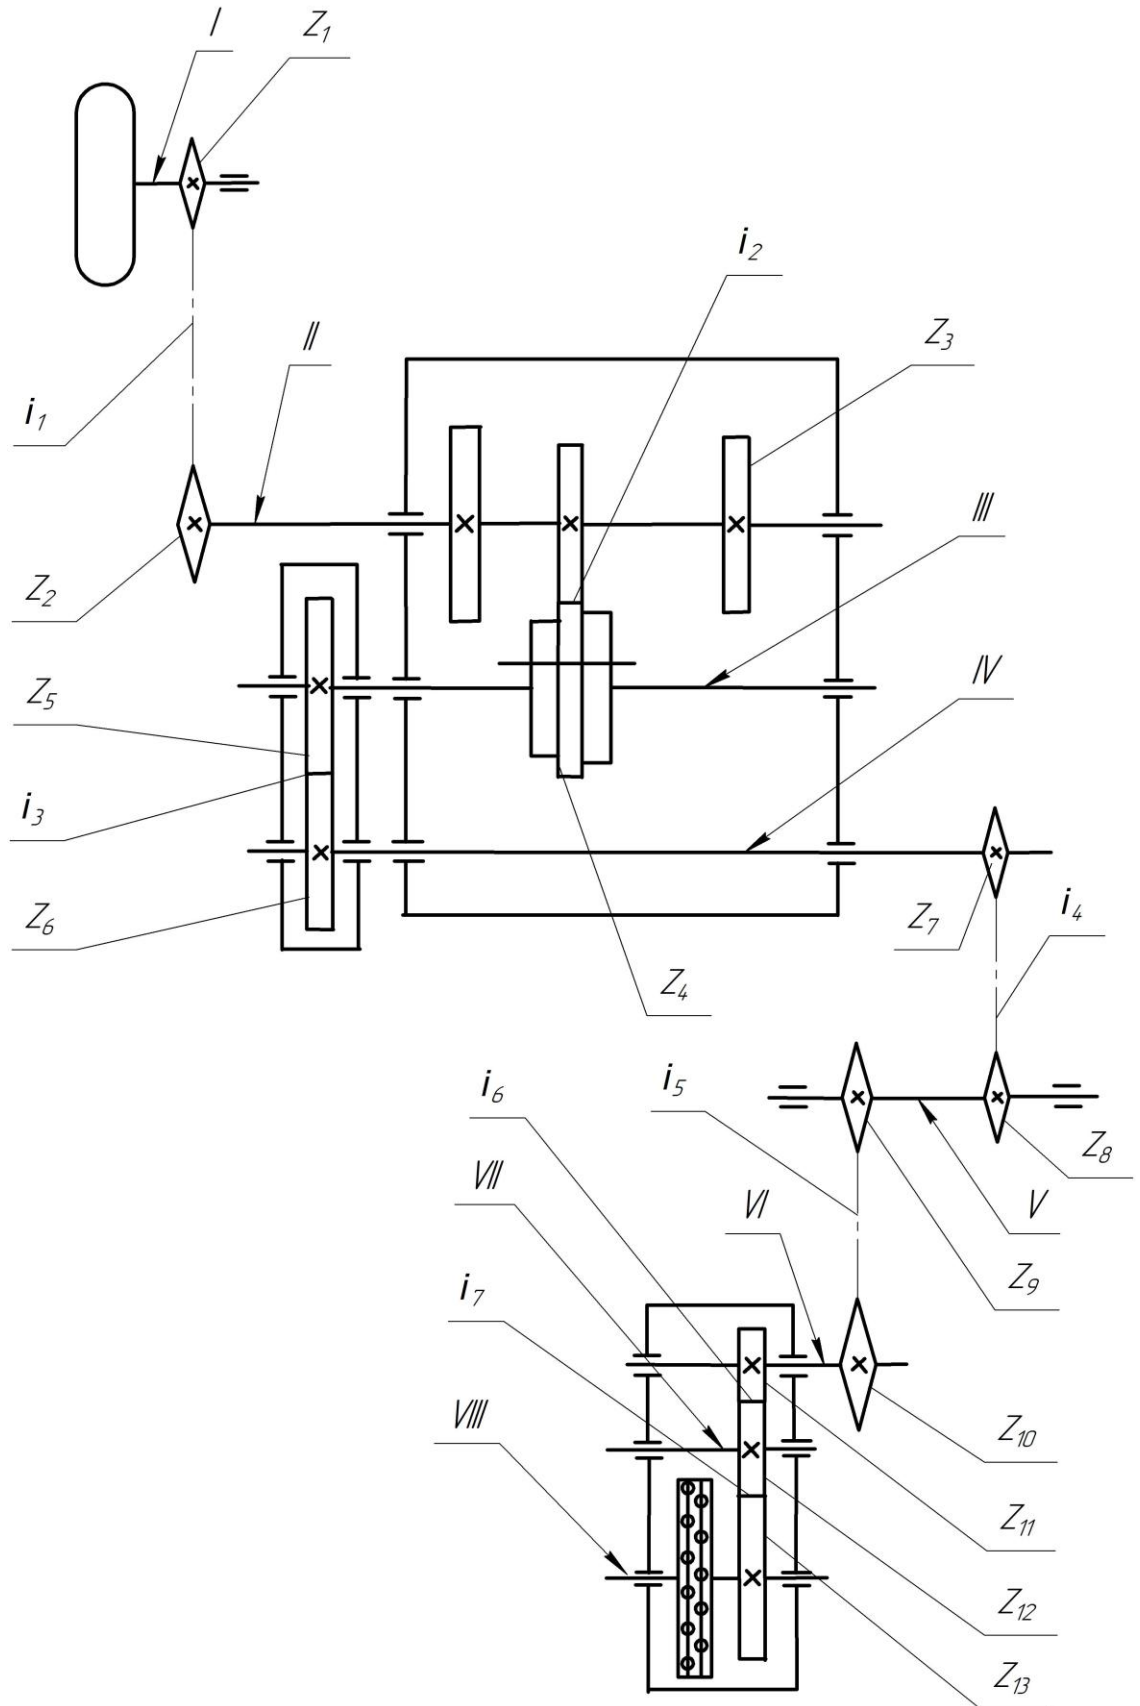 I
Z₁
i₂
Z₃
II
i₁
III
Z₂
IV
Z₅
i₃
Z₆
Z₇
i₄
Z₄
i₆
i₅
Z₈
VII
VI
V
i₇
Z₉
VIII
Z₁₀
Z₁₁
Z₁₂
Z₁₃